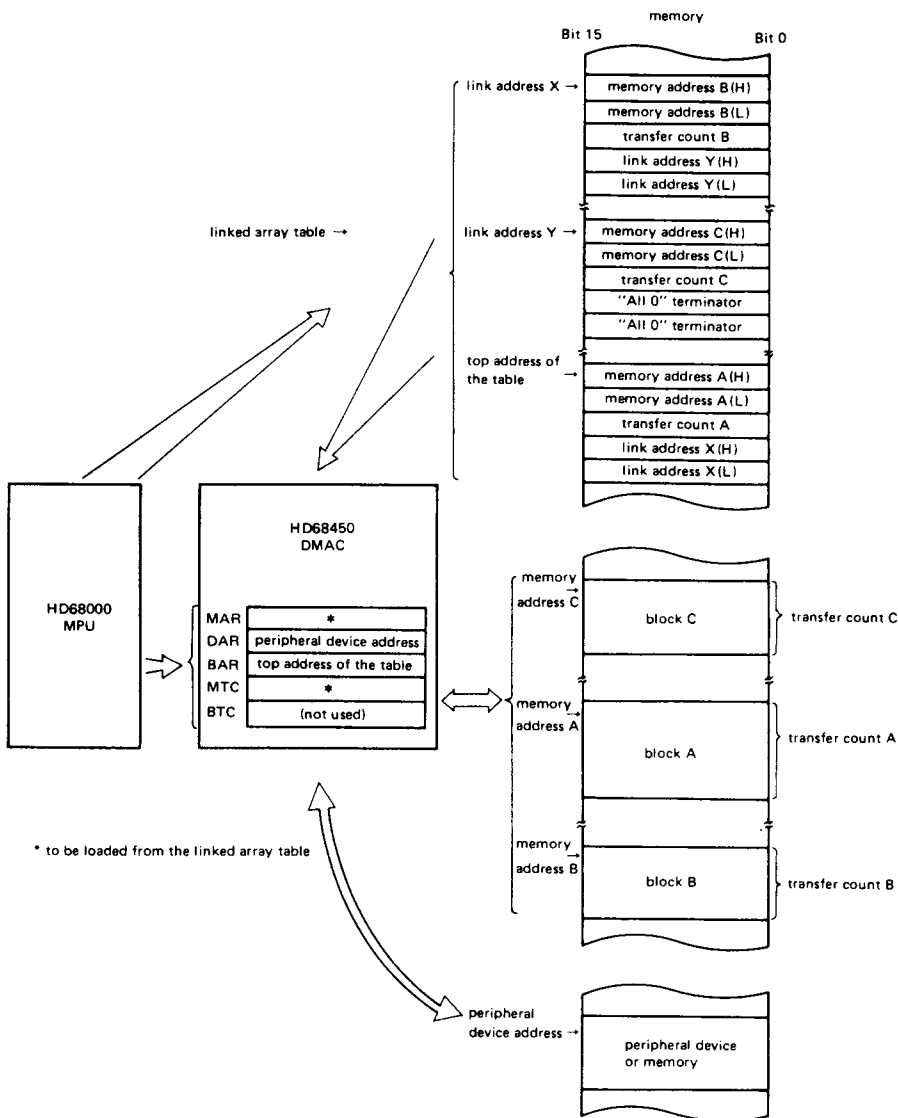 memory
Bit 15
Bit 0
link address X →
memory address B(H)
memory address B(L)
transfer count B
link address Y(H)
link address Y(L)
linked array table →
link address Y →
memory address C(H)
memory address C(L)
transfer count C
"All 0" terminator
"All 0" terminator
top address of
the table →
memory address A(H)
memory address A(L)
transfer count A
link address X(H)
link address X(L)
HD68000
MPU
HD68450
DMAC
MAR
*
DAR
peripheral device address
BAR
top address of the table
MTC
*
BTC
(not used)
memory
address C →
block C
transfer count C
memory
address A →
block A
transfer count A
* to be loaded from the linked array table
memory
address B →
block B
transfer count B
peripheral
device address →
peripheral device
or memory